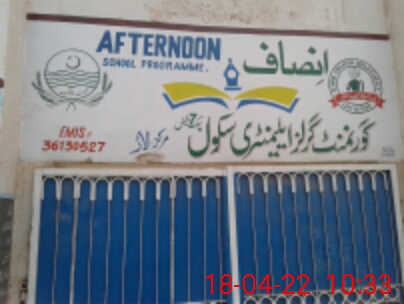 AFTERNOON انصاف
SCHOOL PROGRAMME.
گورنمنٹ گرلز ایلیمنٹری سکول
EMIS#
36130527
18-04-22 10:33